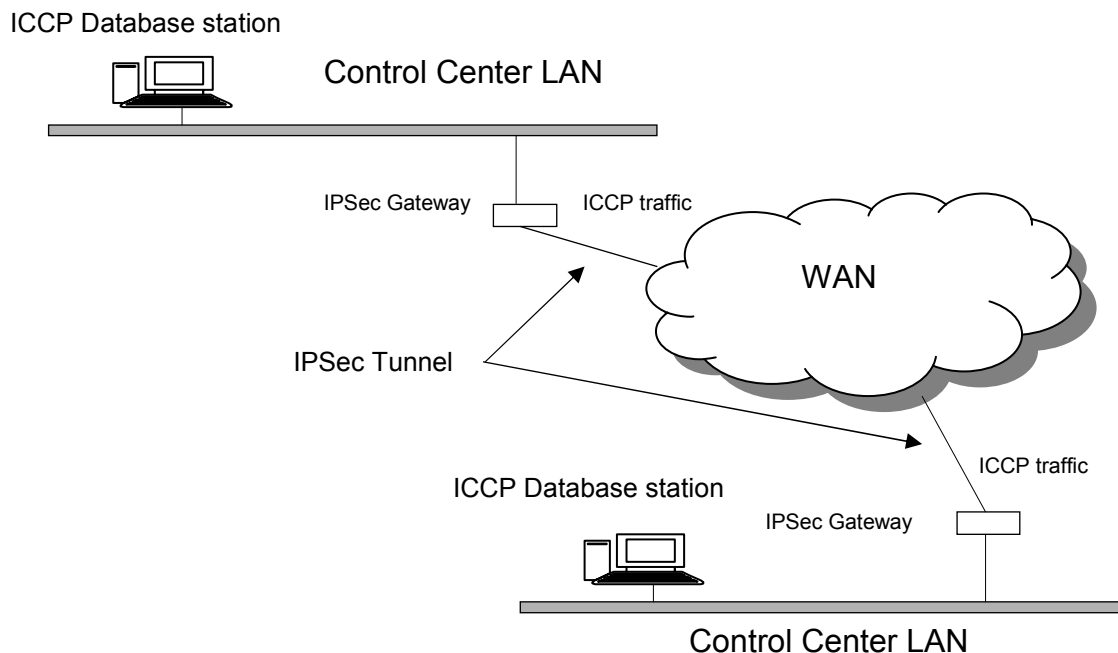 ICCP Database station
Control Center LAN
IPSec Gateway
ICCP traffic
WAN
IPSec Tunnel
ICCP traffic
ICCP Database station
IPSec Gateway
Control Center LAN